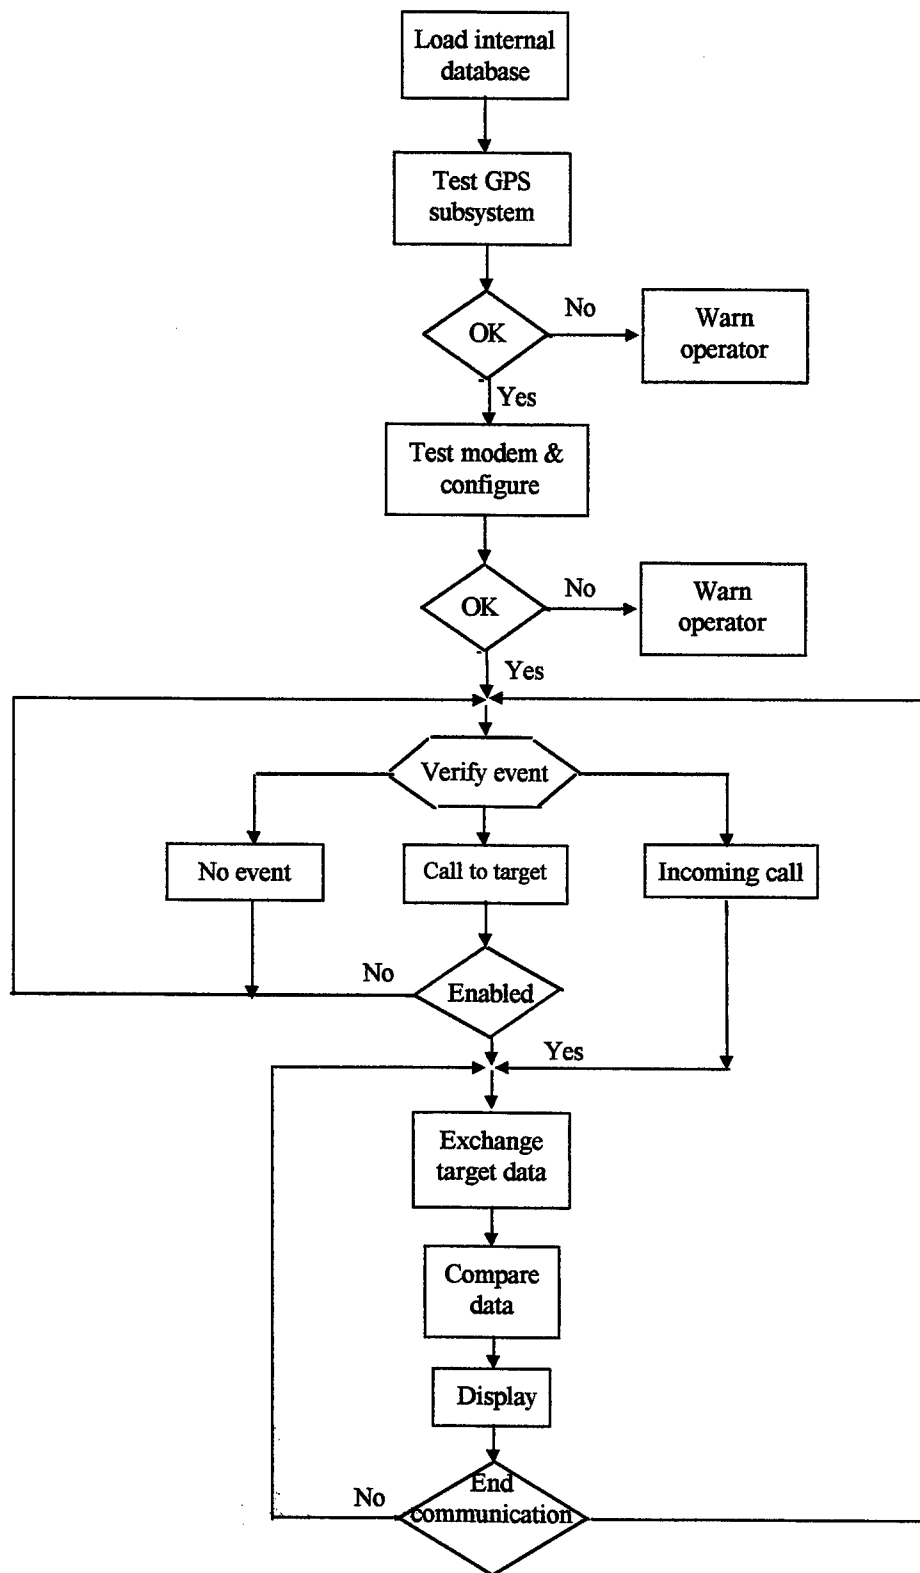 Load internal
database
Test GPS
subsystem
OK
No
Warn
operator
Yes
Test modem &
configure
OK
No
Warn
operator
Yes
Verify event
No event
Call to target
Incoming call
No
Enabled
Yes
Exchange
target data
Compare
data
Display
End
No
communication